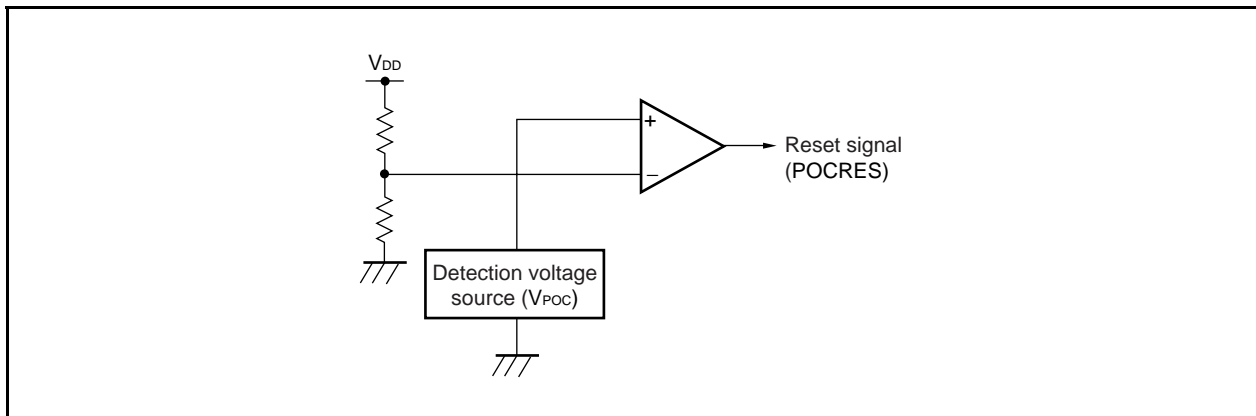 VDD
+
−
Reset signal
(POCRES)
Detection voltage
source (VPOC)